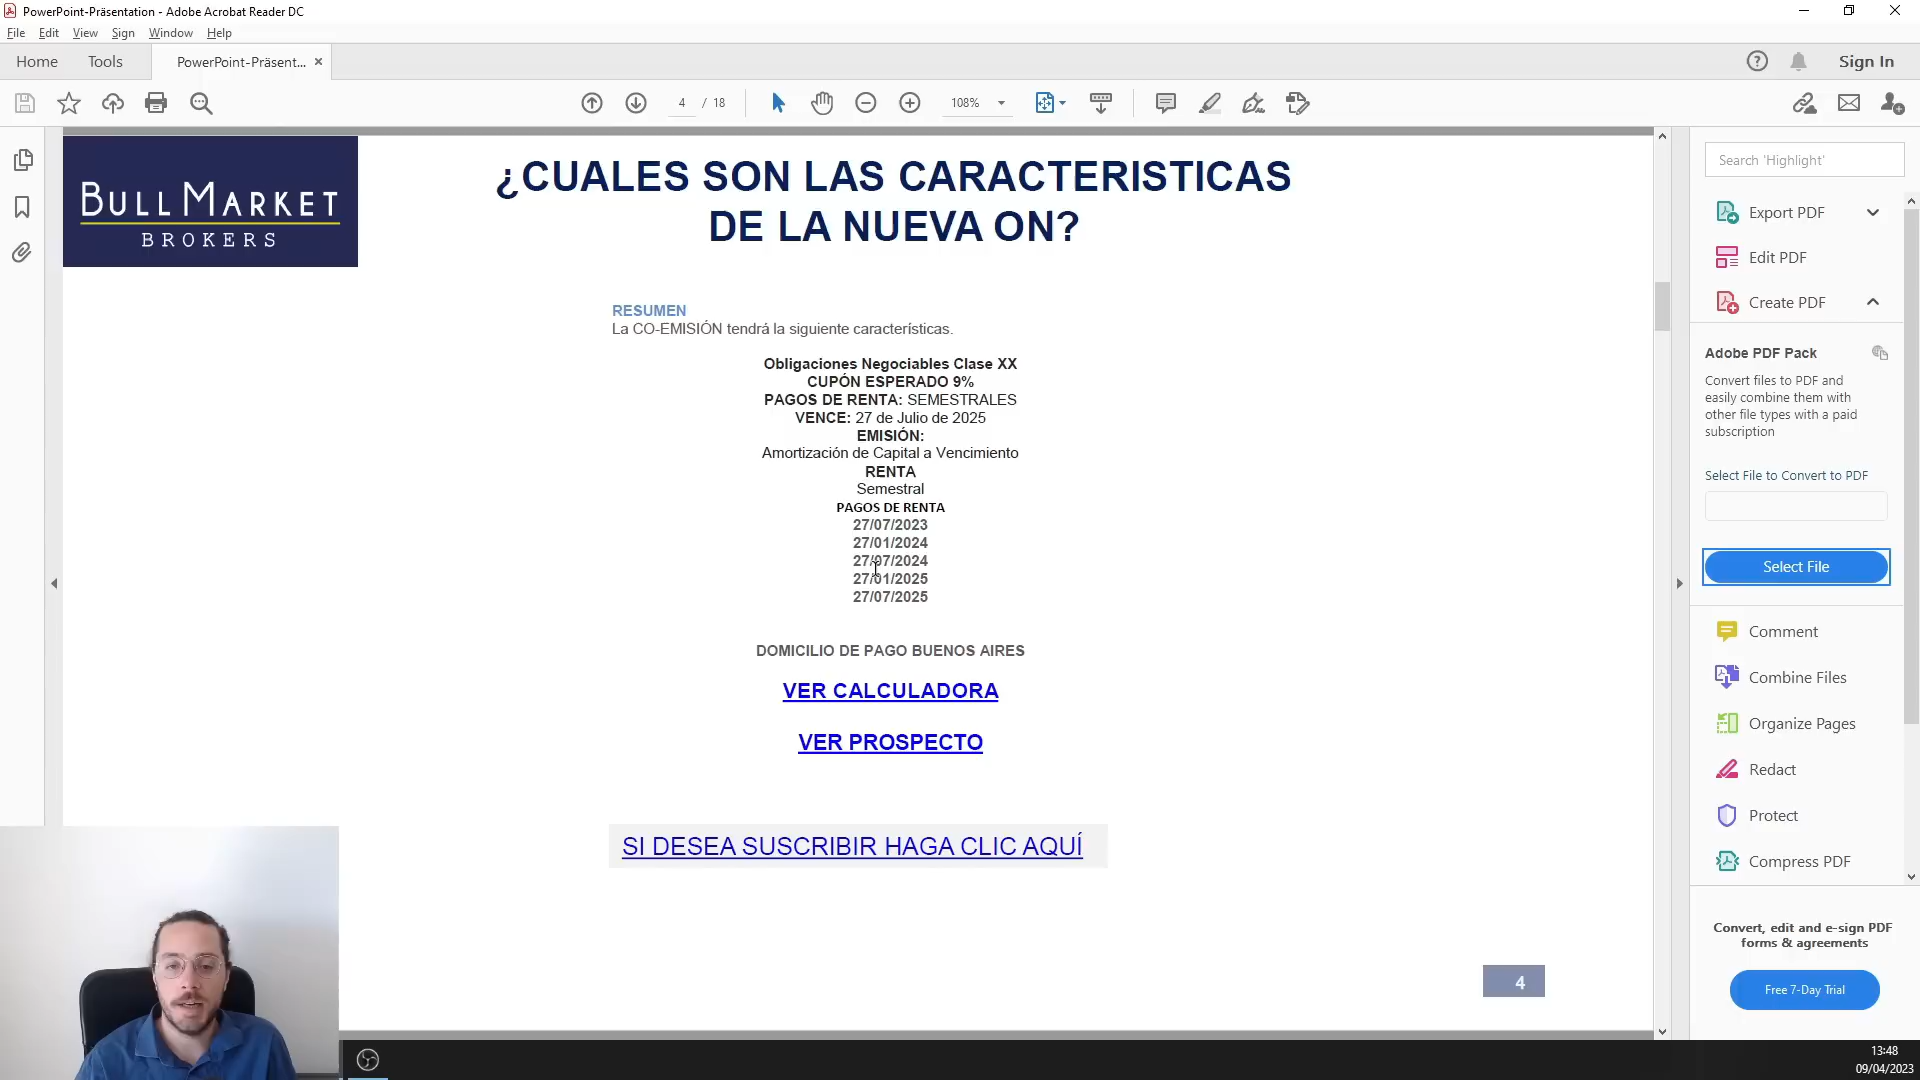 PowerPoint-Präsentation - Adobe Acrobat Reader DC
File Edit View Sign Window Help
Home Tools PowerPoint-Präsent... × Sign In
4 / 18 108%
BULLMARKET
BROKERS
¿CUALES SON LAS CARACTERISTICAS
DE LA NUEVA ON?
RESUMEN
La CO-EMISIÓN tendrá la siguiente características.
Obligaciones Negociables Clase XX
CUPÓN ESPERADO 9%
PAGOS DE RENTA: SEMESTRALES
VENCE: 27 de Julio de 2025
EMISIÓN:
Amortización de Capital a Vencimiento
RENTA
Semestral
PAGOS DE RENTA
27/07/2023
27/01/2024
27/07/2024
27/01/2025
27/07/2025
DOMICILIO DE PAGO BUENOS AIRES
VER CALCULADORA
VER PROSPECTO
SI DESEA SUSCRIBIR HAGA CLIC AQUÍ
4
Search 'Highlight'
Export PDF
Edit PDF
Create PDF
Adobe PDF Pack
Convert files to PDF and
easily combine them with
other file types with a paid
subscription
Select File to Convert to PDF
Select File
Comment
Combine Files
Organize Pages
Redact
Protect
Compress PDF
Convert, edit and e-sign PDF
forms & agreements
Free 7-Day Trial
13:48
09/04/2023